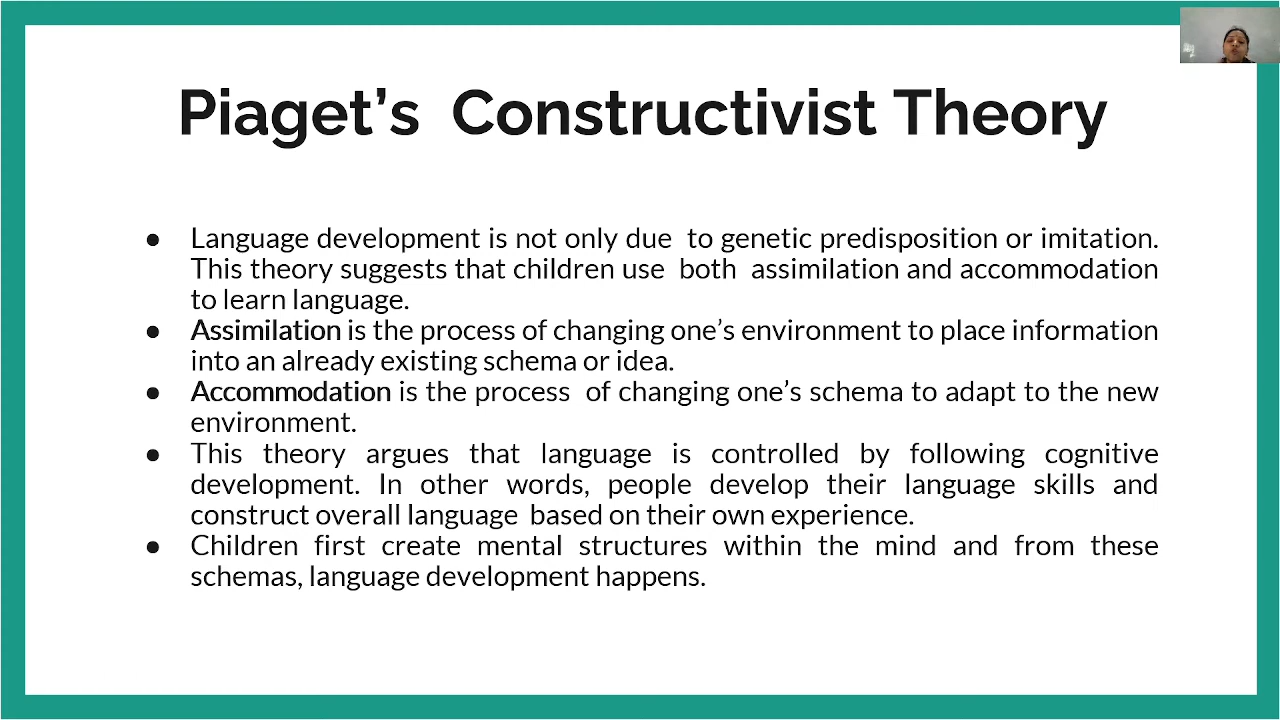 Piaget's Constructivist Theory
● Language development is not only due to genetic predisposition or imitation.
This theory suggests that children use both assimilation and accommodation
to learn language.
● Assimilation is the process of changing one's environment to place information
into an already existing schema or idea.
● Accommodation is the process of changing one's schema to adapt to the new
environment.
● This theory argues that language is controlled by following cognitive
development. In other words, people develop their language skills and
construct overall language based on their own experience.
● Children first create mental structures within the mind and from these
schemas, language development happens.